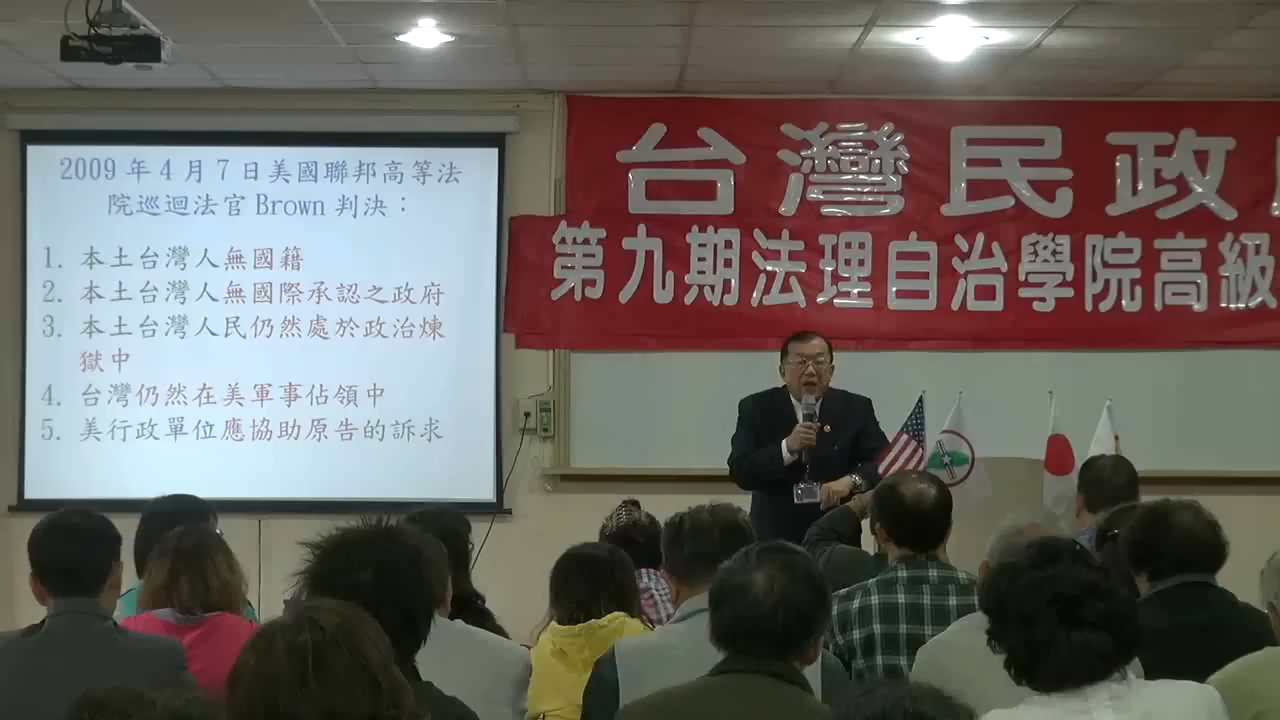 2009 年 4 月 7 日美國聯邦高等法
院巡迴法官 Brown 判決：
1. 本土台灣人無國籍
2. 本土台灣人無國際承認之政府
3. 本土台灣人民仍然處於政治煉
獄中
4. 台灣仍然在美軍事佔領中
5. 美行政單位應協助原告的訴求
台灣民政
第九期法理自治學院高級